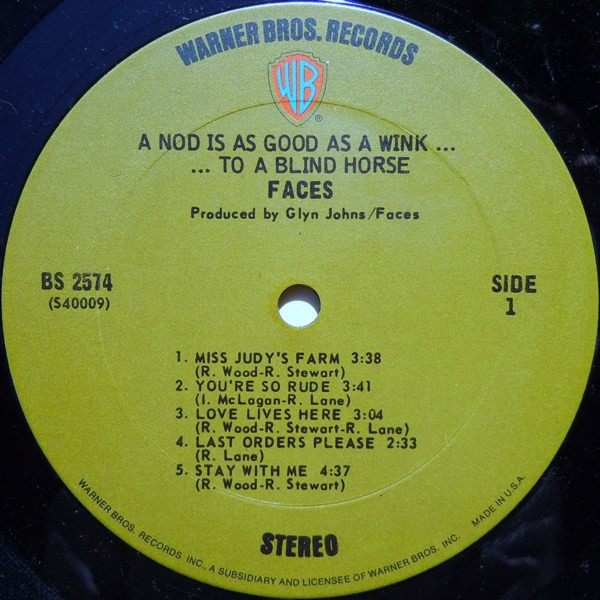 WARNER BROS. RECORDS
WB
®
A NOD IS AS GOOD AS A WINK ...
... TO A BLIND HORSE
FACES
Produced by Glyn Johns/Faces
BS 2574
(S40009)
SIDE
1
1. MISS JUDY'S FARM 3:38
(R. Wood-R. Stewart)
2. YOU'RE SO RUDE 3:41
(I. McLagan-R. Lane)
3. LOVE LIVES HERE 3:04
(R. Wood-R. Stewart-R. Lane)
4. LAST ORDERS PLEASE 2:33
(R. Lane)
5. STAY WITH ME 4:37
(R. Wood-R. Stewart)
STEREO
WARNER BROS. RECORDS INC., A SUBSIDIARY AND LICENSEE OF WARNER BROS. INC. MADE IN U.S.A.